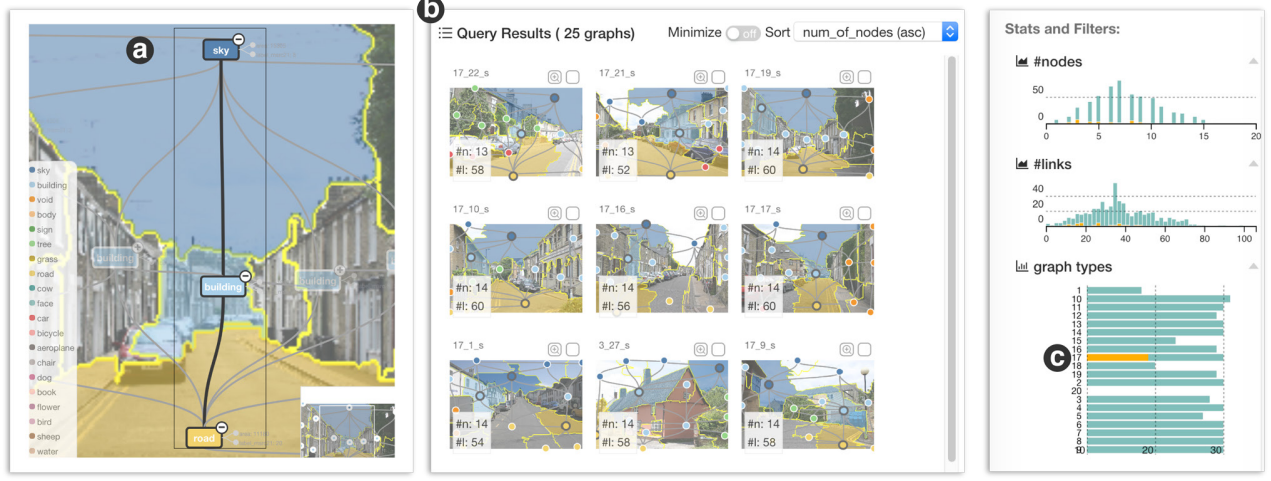 a
sky
building
building
building
road
sky
building
void
body
sign
tree
grass
road
cow
face
car
bicycle
aeroplane
chair
dog
book
flower
bird
sheep
water
b
Query Results ( 25 graphs)
Minimize off Sort num_of_nodes (asc)
17_22_s
17_21_s
17_19_s
#n: 13
#l: 58
#n: 13
#l: 52
#n: 14
#l: 60
17_10_s
17_16_s
17_17_s
#n: 14
#l: 60
#n: 14
#l: 56
#n: 14
#l: 60
17_1_s
3_27_s
17_9_s
#n: 14
#l: 54
#n: 14
#l: 58
#n: 14
#l: 58
Stats and Filters:
#nodes
50
0
0 5 10 15 20
#links
40
20
0
0 20 40 60 80 100
graph types
c
1
10
11
12
13
14
15
16
17
18
19
2
20
3
4
5
6
7
8
9
0 20 30